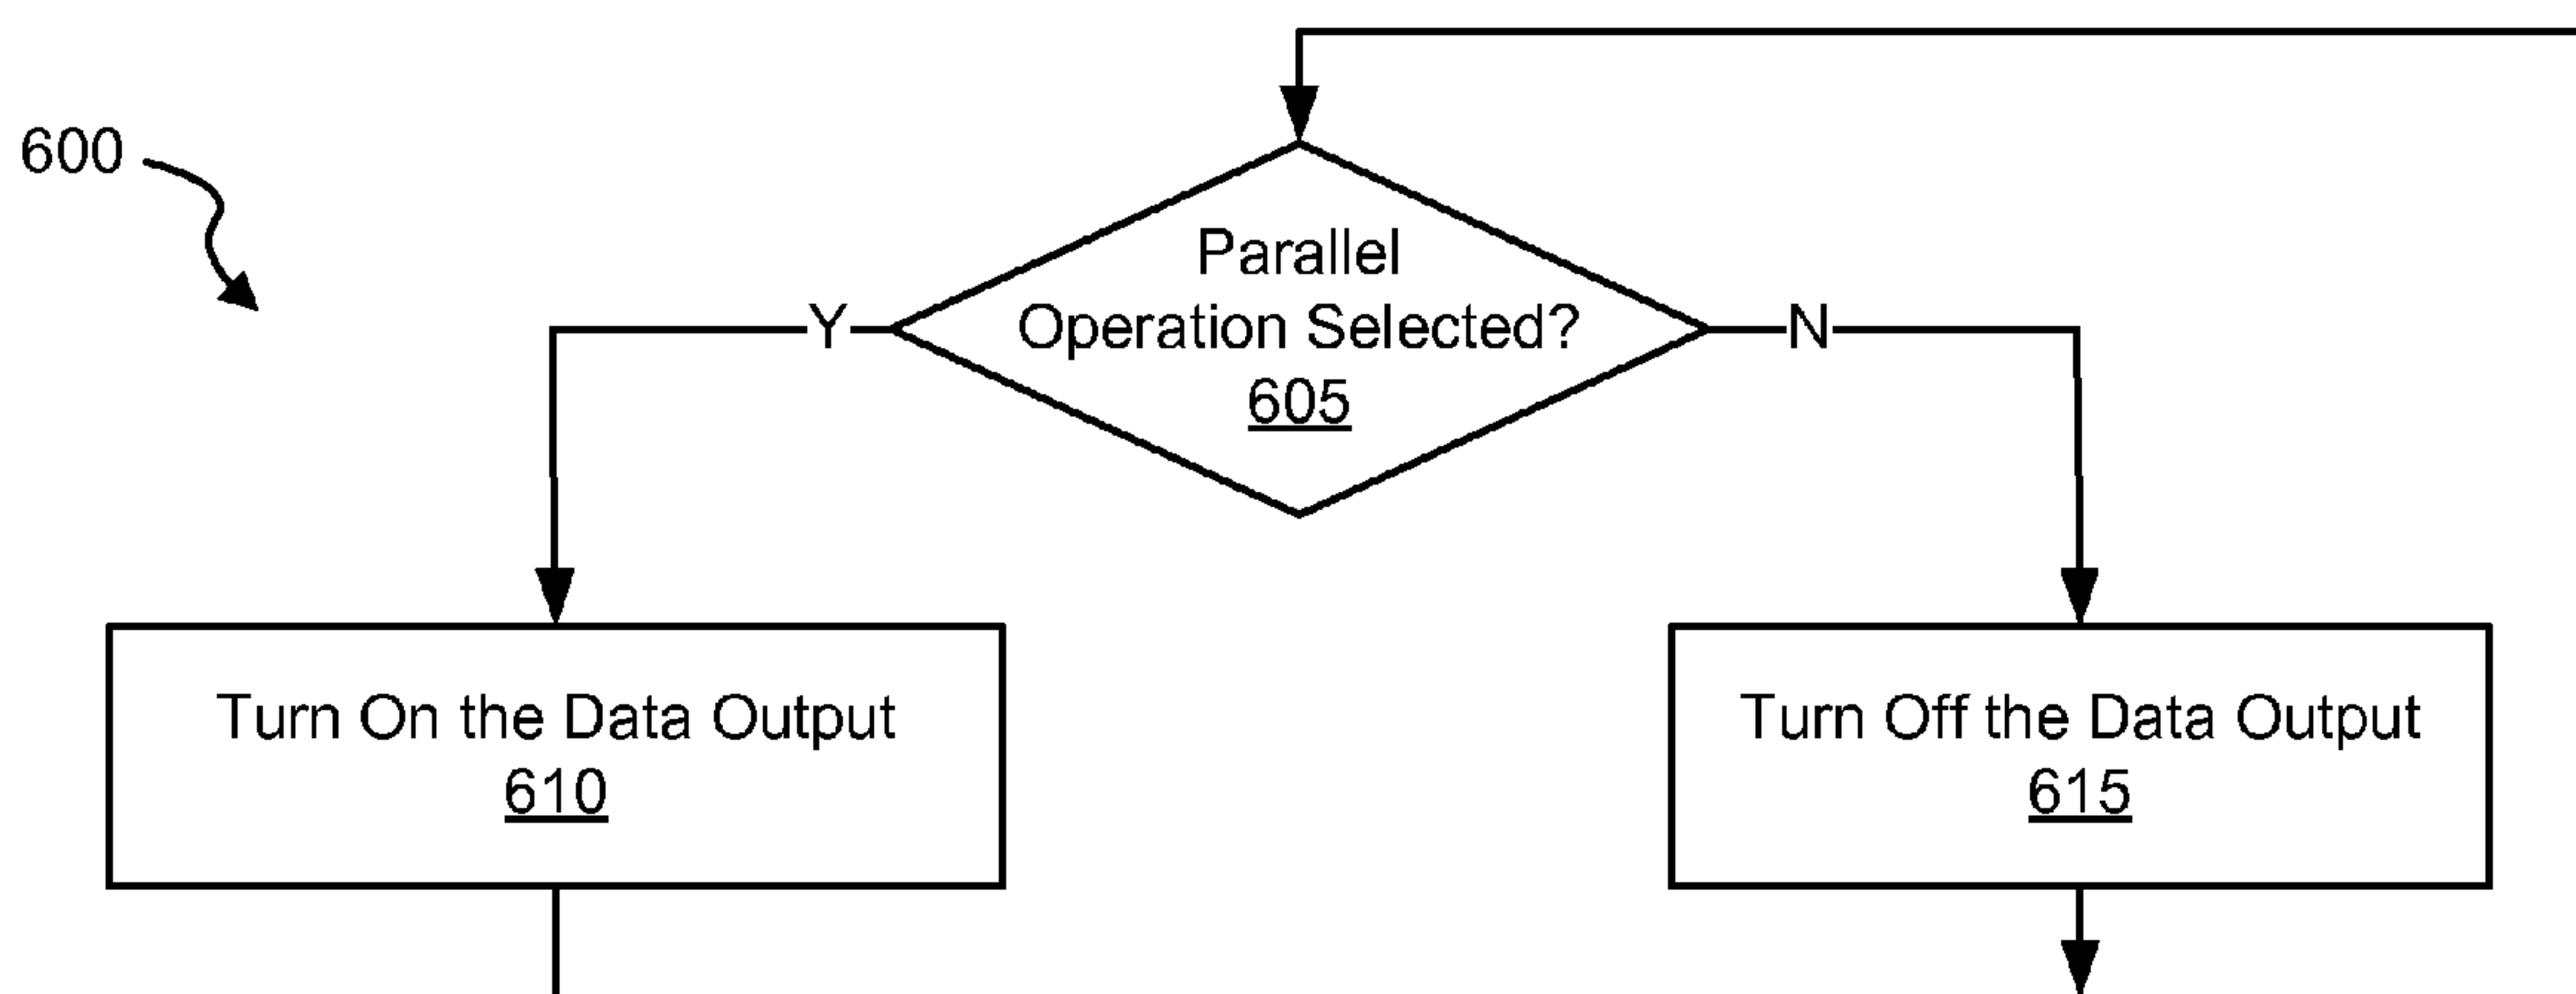 600
Parallel
Operation Selected?
605
Y
N
Turn On the Data Output
610
Turn Off the Data Output
615